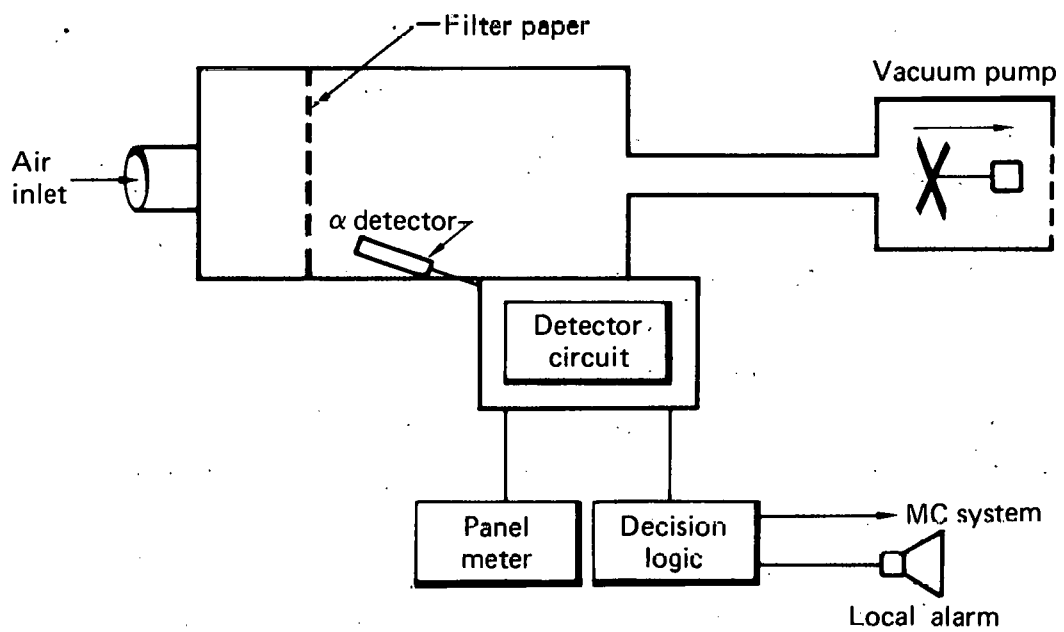 Filter paper
Vacuum pump
Air
inlet
α detector
Detector
circuit
Panel
meter
Decision
logic
MC system
Local alarm